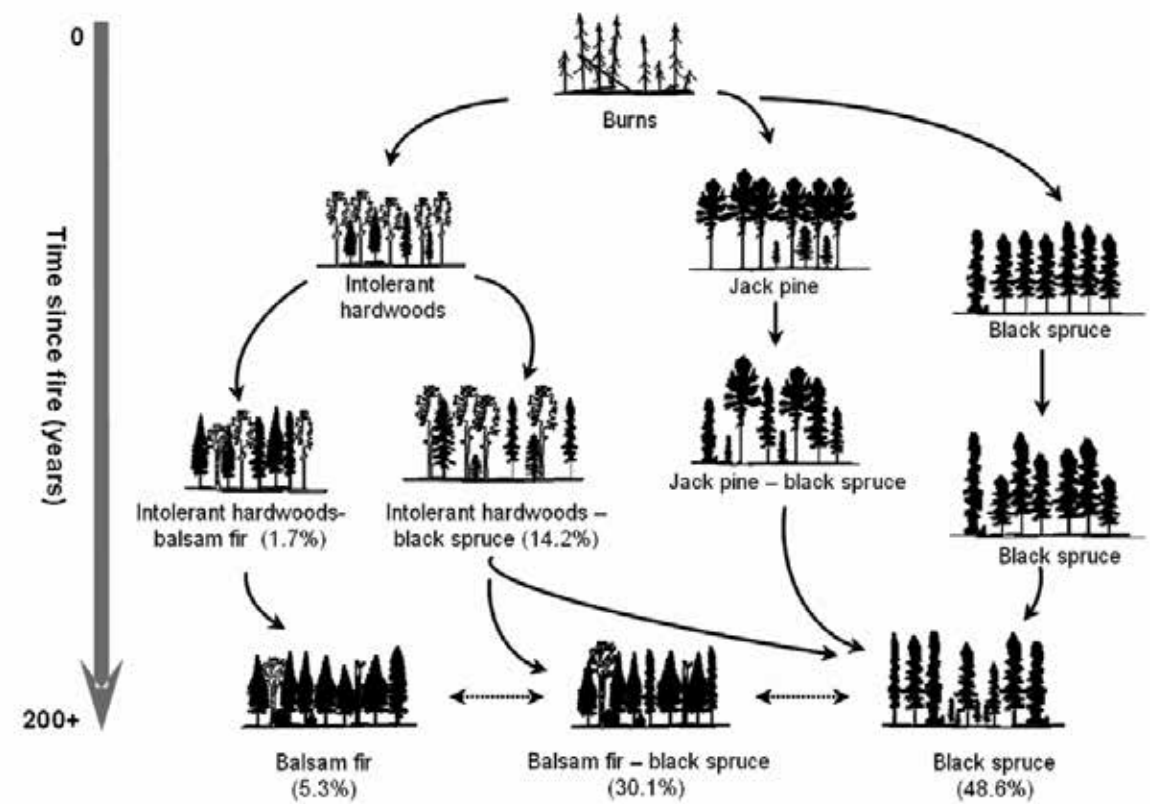 0
Burns
Time since fire (years)
Intolerant
hardwoods
Jack pine
Black spruce
Intolerant hardwoods-
balsam fir (1.7%)
Intolerant hardwoods –
black spruce (14.2%)
Jack pine – black spruce
Black spruce
200+
Balsam fir
(5.3%)
Balsam fir – black spruce
(30.1%)
Black spruce
(48.6%)